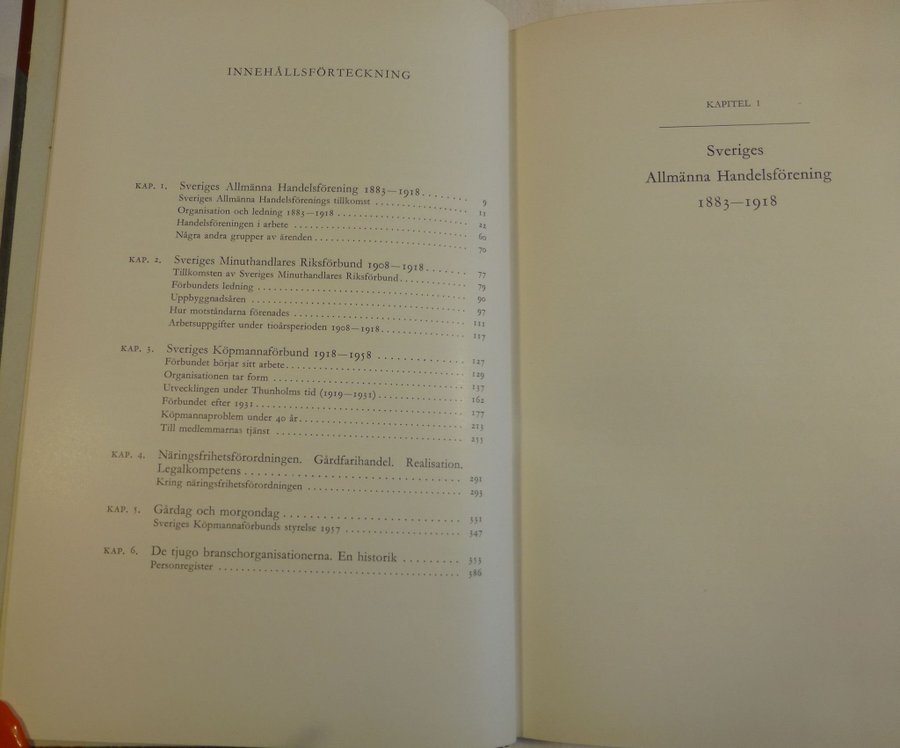 INNEHÅLLSFÖRTECKNING
KAP. 1. Sveriges Allmänna Handelsförening 1883—1918 . . . . . . . 9
Sveriges Allmänna Handelsförenings tillkomst . . . . . . . . . . . . . . . 11
Organisation och ledning 1883—1918 . . . . . . . . . . . . . . . . . . . . . 22
Handelsföreningen i arbete . . . . . . . . . . . . . . . . . . . . . . . . . . . . 60
Några andra grupper av ärenden . . . . . . . . . . . . . . . . . . . . . . . . 70
KAP. 2. Sveriges Minuthandlares Riksförbund 1908—1918 . . . . . . . 77
Tillkomsten av Sveriges Minuthandlares Riksförbund . . . . . . . . . . 79
Förbundets ledning . . . . . . . . . . . . . . . . . . . . . . . . . . . . . . . . . 90
Uppbyggnadsåren . . . . . . . . . . . . . . . . . . . . . . . . . . . . . . . . . . 97
Hur motståndarna förenades . . . . . . . . . . . . . . . . . . . . . . . . . . . 111
Arbetsuppgifter under tioårsperioden 1908—1918 . . . . . . . . . . . . . 117
KAP. 3. Sveriges Köpmannaförbund 1918—1958 . . . . . . . . . . . . . . 127
Förbundet börjar sitt arbete . . . . . . . . . . . . . . . . . . . . . . . . . . . 129
Organisationen tar form . . . . . . . . . . . . . . . . . . . . . . . . . . . . . . 137
Utvecklingen under Thunholms tid (1919—1931) . . . . . . . . . . . . . . 162
Förbundet efter 1931 . . . . . . . . . . . . . . . . . . . . . . . . . . . . . . . . 177
Köpmannaproblem under 40 år . . . . . . . . . . . . . . . . . . . . . . . . . . 213
Till medlemmarnas tjänst . . . . . . . . . . . . . . . . . . . . . . . . . . . . . 253
KAP. 4. Näringsfrihetsförordningen. Gårdfarihandel. Realisation.
Legalkompetens . . . . . . . . . . . . . . . . . . . . . . . . . . . . . . . . . . . 291
Kring näringsfrihetsförordningen . . . . . . . . . . . . . . . . . . . . . . . . 293
KAP. 5. Gårdag och morgondag . . . . . . . . . . . . . . . . . . . . . . . . . . 331
Sveriges Köpmannaförbunds styrelse 1957 . . . . . . . . . . . . . . . . . . 347
KAP. 6. De tjugo branschorganisationerna. En historik . . . . . . . . . 353
Personregister . . . . . . . . . . . . . . . . . . . . . . . . . . . . . . . . . . . . 386
KAPITEL 1
Sveriges
Allmänna Handelsförening
1883—1918